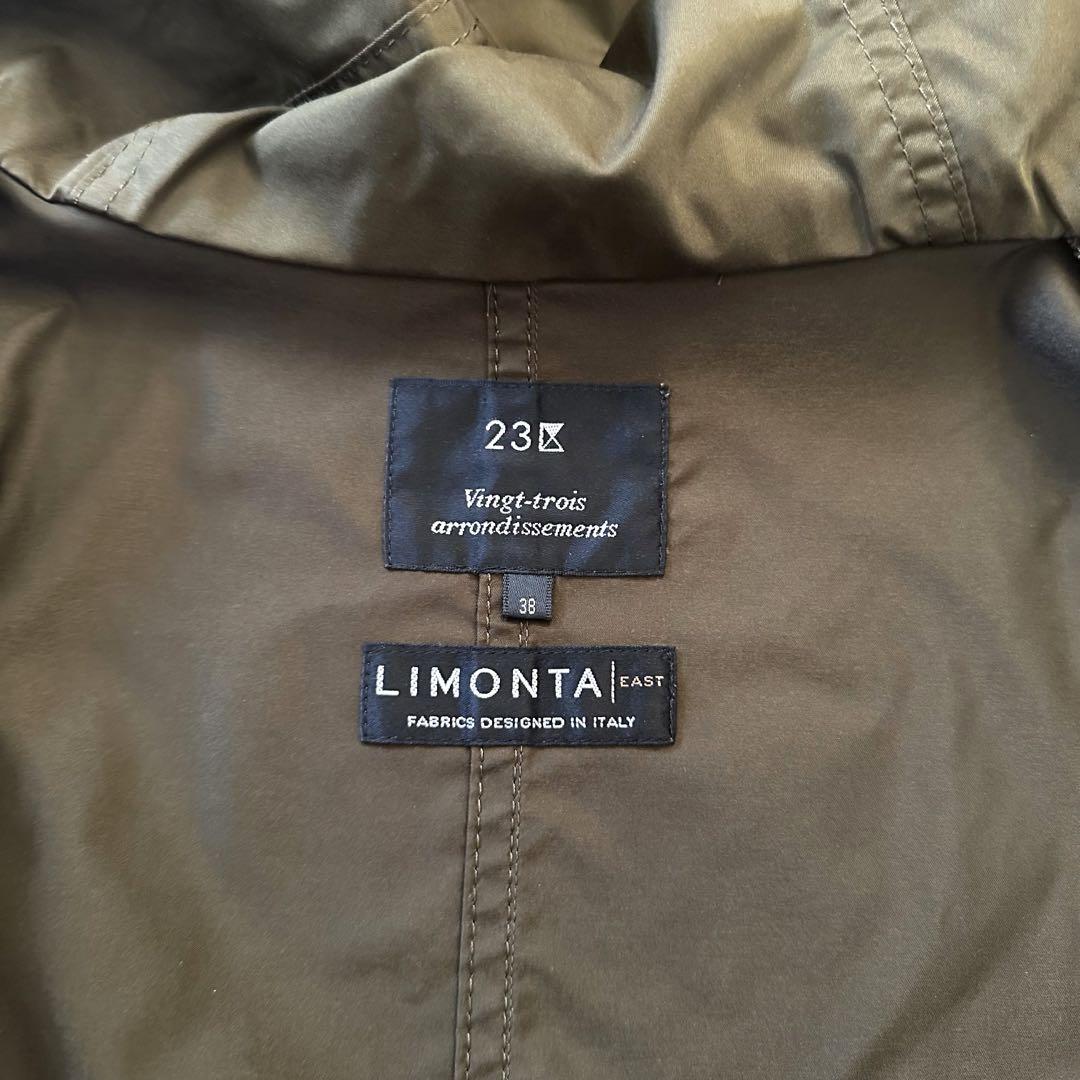 23区
Vingt-trois
arrondissements
38
LIMONTA | EAST
FABRICS DESIGNED IN ITALY